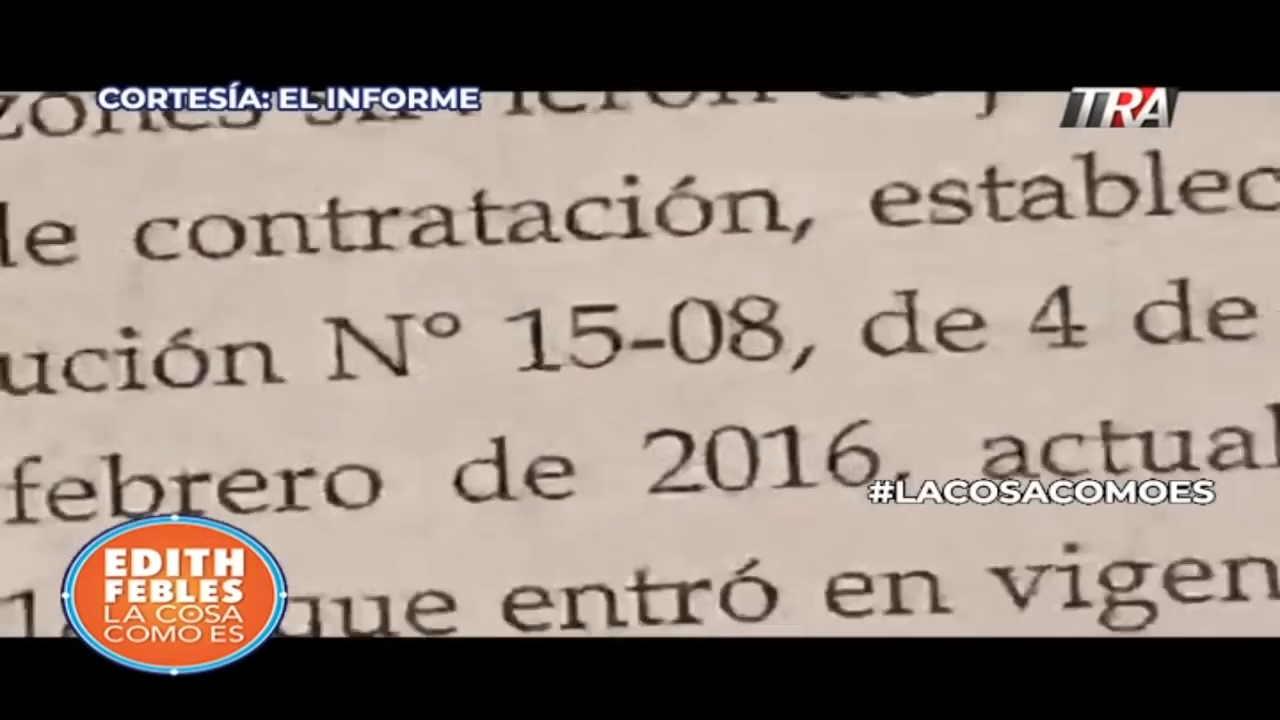 CORTESÍA: EL INFORME
TRA
de contratación, establec
ución N° 15-08, de 4 de
febrero de 2016, actual
#LACOSACOMOES
que entró en vigen
EDITH
FEBLES
LA COSA
COMO ES